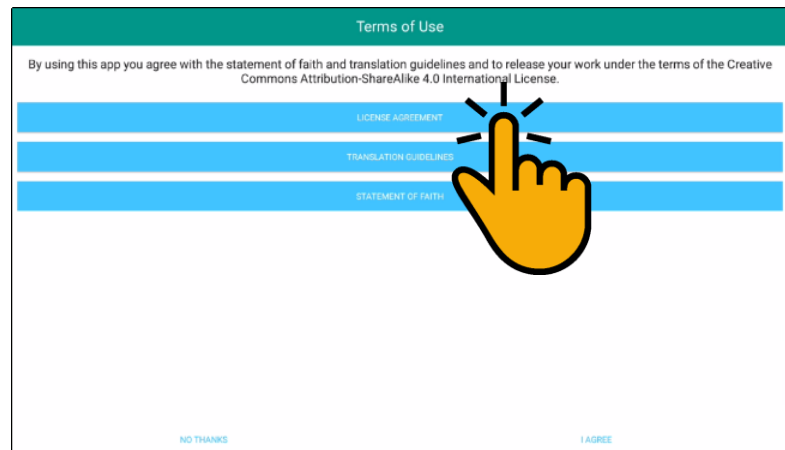 Terms of Use
By using this app you agree with the statement of faith and translation guidelines and to release your work under the terms of the Creative
Commons Attribution-ShareAlike 4.0 International License.
LICENSE AGREEMENT
TRANSLATION GUIDELINES
STATEMENT OF FAITH
NO THANKS
I AGREE